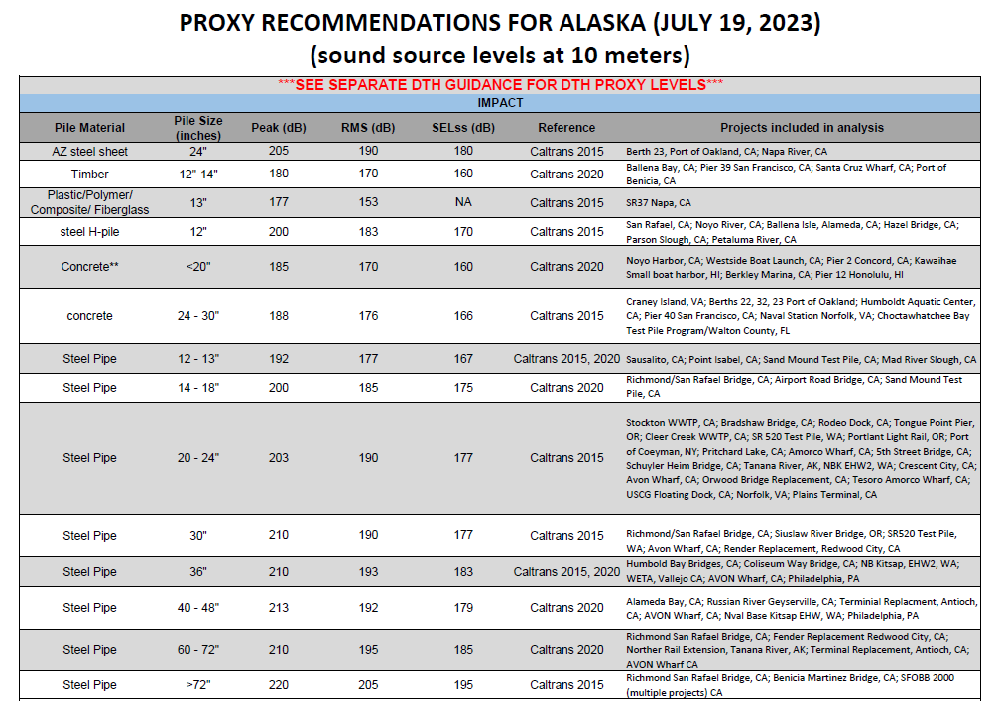 PROXY RECOMMENDATIONS FOR ALASKA (JULY 19, 2023)
(sound source levels at 10 meters)
***SEE SEPARATE DTH GUIDANCE FOR DTH PROXY LEVELS***
IMPACT
Pile Material Pile Size (inches) Peak (dB) RMS (dB) SELss (dB) Reference Projects included in analysis
AZ steel sheet 24" 205 190 180 Caltrans 2015 Berth 23, Port of Oakland, CA; Napa River, CA
Timber 12"-14" 180 170 160 Caltrans 2020 Ballena Bay, CA; Pier 39 San Francisco, CA; Santa Cruz Wharf, CA; Port of
Benicia, CA
Plastic/Polymer/
Composite/ Fiberglass 13" 177 153 NA Caltrans 2015 SR37 Napa, CA
steel H-pile 12" 200 183 170 Caltrans 2015 San Rafael, CA; Noyo River, CA; Ballena Isle, Alameda, CA; Hazel Bridge, CA;
Parson Slough, CA; Petaluma River, CA
Concrete** <20" 185 170 160 Caltrans 2020 Noyo Harbor, CA; Westside Boat Launch, CA; Pier 2 Concord, CA; Kawaihae
Small boat harbor, HI; Berkley Marina, CA; Pier 12 Honolulu, HI
concrete 24 - 30" 188 176 166 Caltrans 2015 Craney Island, VA; Berths 22, 32, 23 Port of Oakland; Humboldt Aquatic Center,
CA; Pier 40 San Francisco, CA; Naval Station Norfolk, VA; Choctawhatchee Bay
Test Pile Program/Walton County, FL
Steel Pipe 12 - 13" 192 177 167 Caltrans 2015, 2020 Sausalito, CA; Point Isabel, CA; Sand Mound Test Pile, CA; Mad River Slough, CA
Steel Pipe 14 - 18" 200 185 175 Caltrans 2020 Richmond/San Rafael Bridge, CA; Airport Road Bridge, CA; Sand Mound Test
Pile, CA
Steel Pipe 20 - 24" 203 190 177 Caltrans 2015 Stockton WWTP, CA; Bradshaw Bridge, CA; Rodeo Dock, CA; Tongue Point Pier,
OR; Cleer Creek WWTP, CA; SR 520 Test Pile, WA; Portlant Light Rail, OR; Port
of Coeyman, NY; Pritchard Lake, CA; Amorco Wharf, CA; 5th Street Bridge, CA;
Schuyler Heim Bridge, CA; Tanana River, AK, NBK EHW2, WA; Crescent City, CA;
Avon Wharf, CA; Orwood Bridge Replacement, CA; Tesoro Amorco Wharf, CA;
USCG Floating Dock, CA; Norfolk, VA; Plains Terminal, CA
Steel Pipe 30" 210 190 177 Caltrans 2015 Richmond/San Rafael Bridge, CA; Siuslaw River Bridge, OR; SR520 Test Pile,
WA; Avon Wharf, CA; Render Replacement, Redwood City, CA
Steel Pipe 36" 210 193 183 Caltrans 2015, 2020 Humbold Bay Bridges, CA; Coliseum Way Bridge, CA; NB Kitsap, EHW2, WA;
WETA, Vallejo CA; AVON Wharf, CA; Philadelphia, PA
Steel Pipe 40 - 48" 213 192 179 Caltrans 2020 Alameda Bay, CA; Russian River Geyserville, CA; Terminial Replacment, Antioch,
CA; AVON Wharf, CA; Nval Base Kitsap EHW, WA; Philadelphia, PA
Steel Pipe 60 - 72" 210 195 185 Caltrans 2020 Richmond San Rafael Bridge, CA; Fender Replacement Redwood City, CA;
Norther Rail Extension, Tanana River, AK; Terminal Replacement, Antioch, CA;
AVON Wharf CA
Steel Pipe >72" 220 205 195 Caltrans 2015 Richmond San Rafael Bridge, CA; Benicia Martinez Bridge, CA; SFOBB 2000
(multiple projects) CA